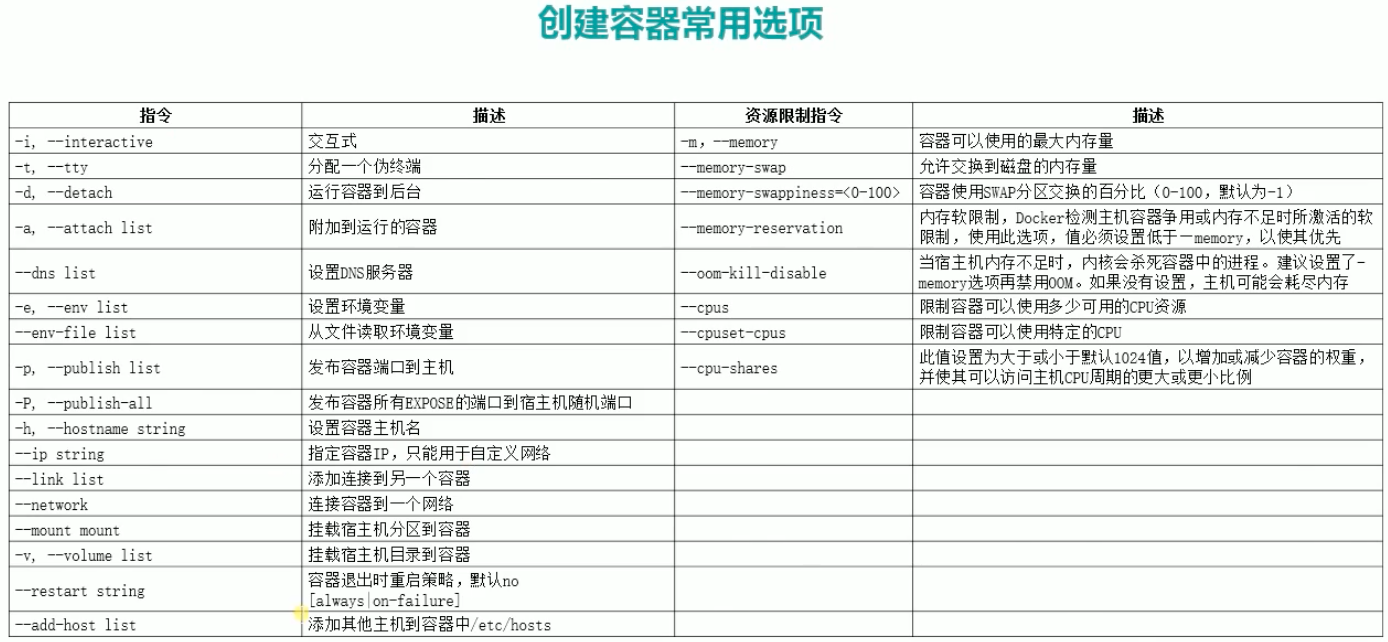 创建容器常用选项
指令 描述 资源限制指令 描述
-i, --interactive 交互式 -m, --memory 容器可以使用的最大内存量
-t, --tty 分配一个伪终端 --memory-swap 允许交换到磁盘的内存量
-d, --detach 运行容器到后台 --memory-swappiness=<0-100> 容器使用SWAP分区交换的百分比（0-100，默认为-1）
-a, --attach list 附加到运行的容器 --memory-reservation 内存软限制，Docker检测主机容器争用或内存不足时所激活的软
限制，使用此选项，值必须设置低于—memory，以使其优先
--dns list 设置DNS服务器 --oom-kill-disable 当宿主机内存不足时，内核会杀死容器中的进程。建议设置了-
memory选项再禁用OOM。如果没有设置，主机可能会耗尽内存
-e, --env list 设置环境变量 --cpus 限制容器可以使用多少可用的CPU资源
--env-file list 从文件读取环境变量 --cpuset-cpus 限制容器可以使用特定的CPU
-p, --publish list 发布容器端口到主机 --cpu-shares 此值设置为大于或小于默认1024值，以增加或减少容器的权重，
并使其可以访问主机CPU周期的更大或更小比例
-P, --publish-all 发布容器所有EXPOSE的端口到宿主机随机端口
-h, --hostname string 设置容器主机名
--ip string 指定容器IP，只能用于自定义网络
--link list 添加连接到另一个容器
--network 连接容器到一个网络
--mount mount 挂载宿主机分区到容器
-v, --volume list 挂载宿主机目录到容器
--restart string 容器退出时重启策略，默认no
[always|on-failure]
--add-host list 添加其他主机到容器中/etc/hosts